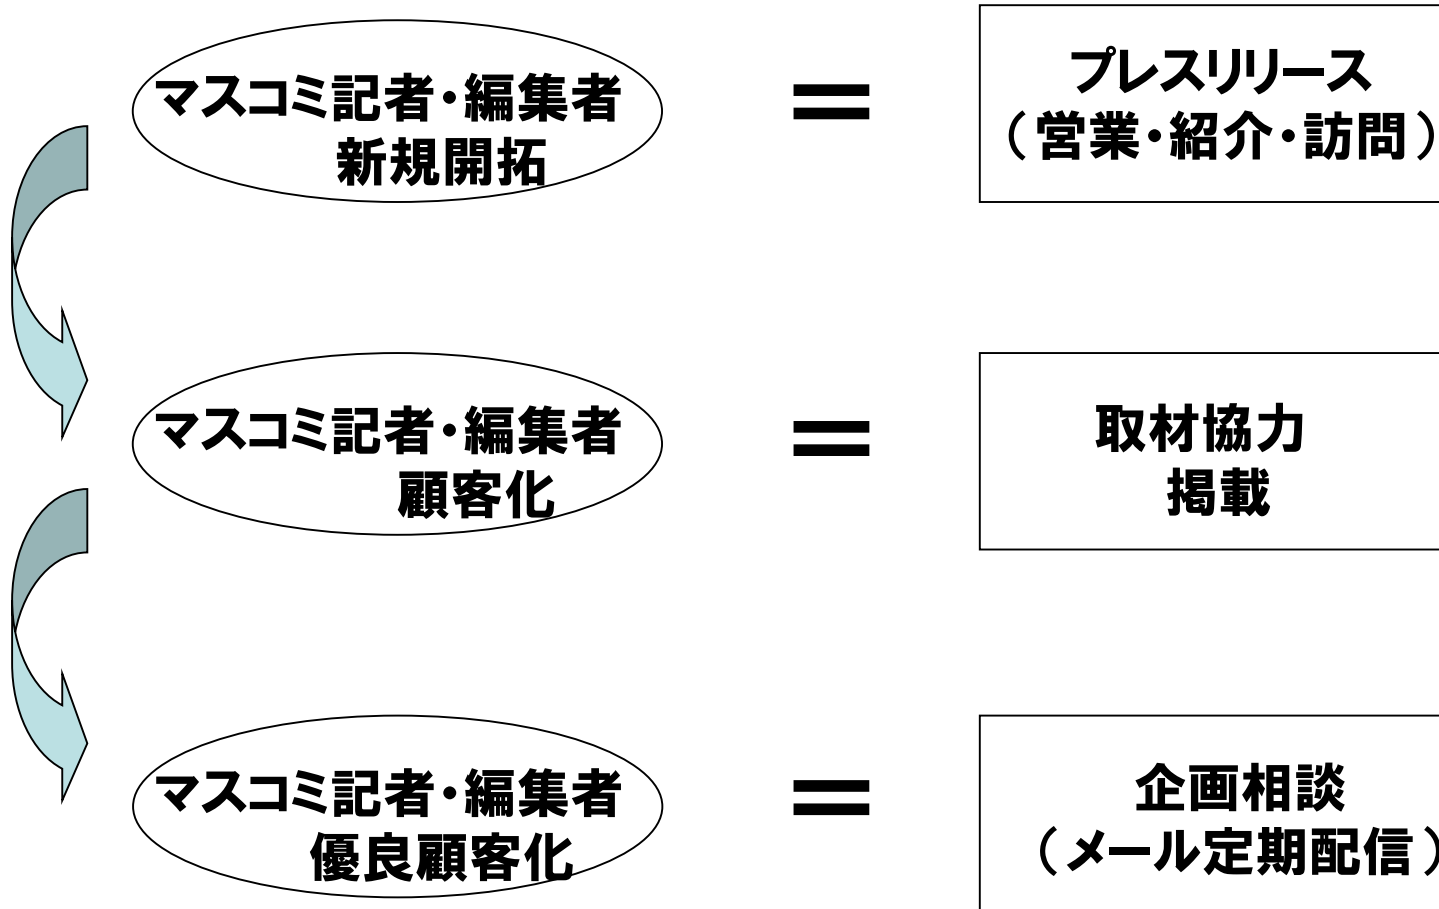 マスコミ記者・編集者
新規開拓
＝
プレスリリース
（営業・紹介・訪問）
マスコミ記者・編集者
顧客化
＝
取材協力
掲載
マスコミ記者・編集者
優良顧客化
＝
企画相談
（メール定期配信）